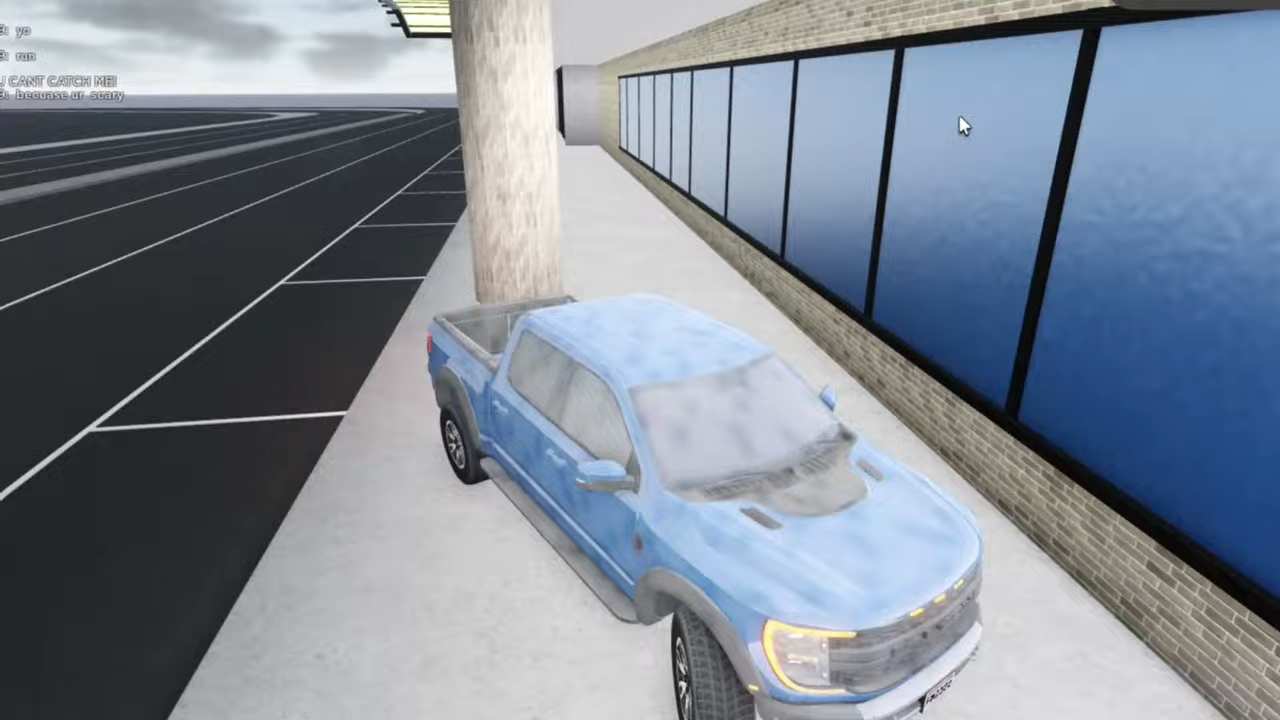 : yo
: run
U CANT CATCH ME!
: becuase ur scary